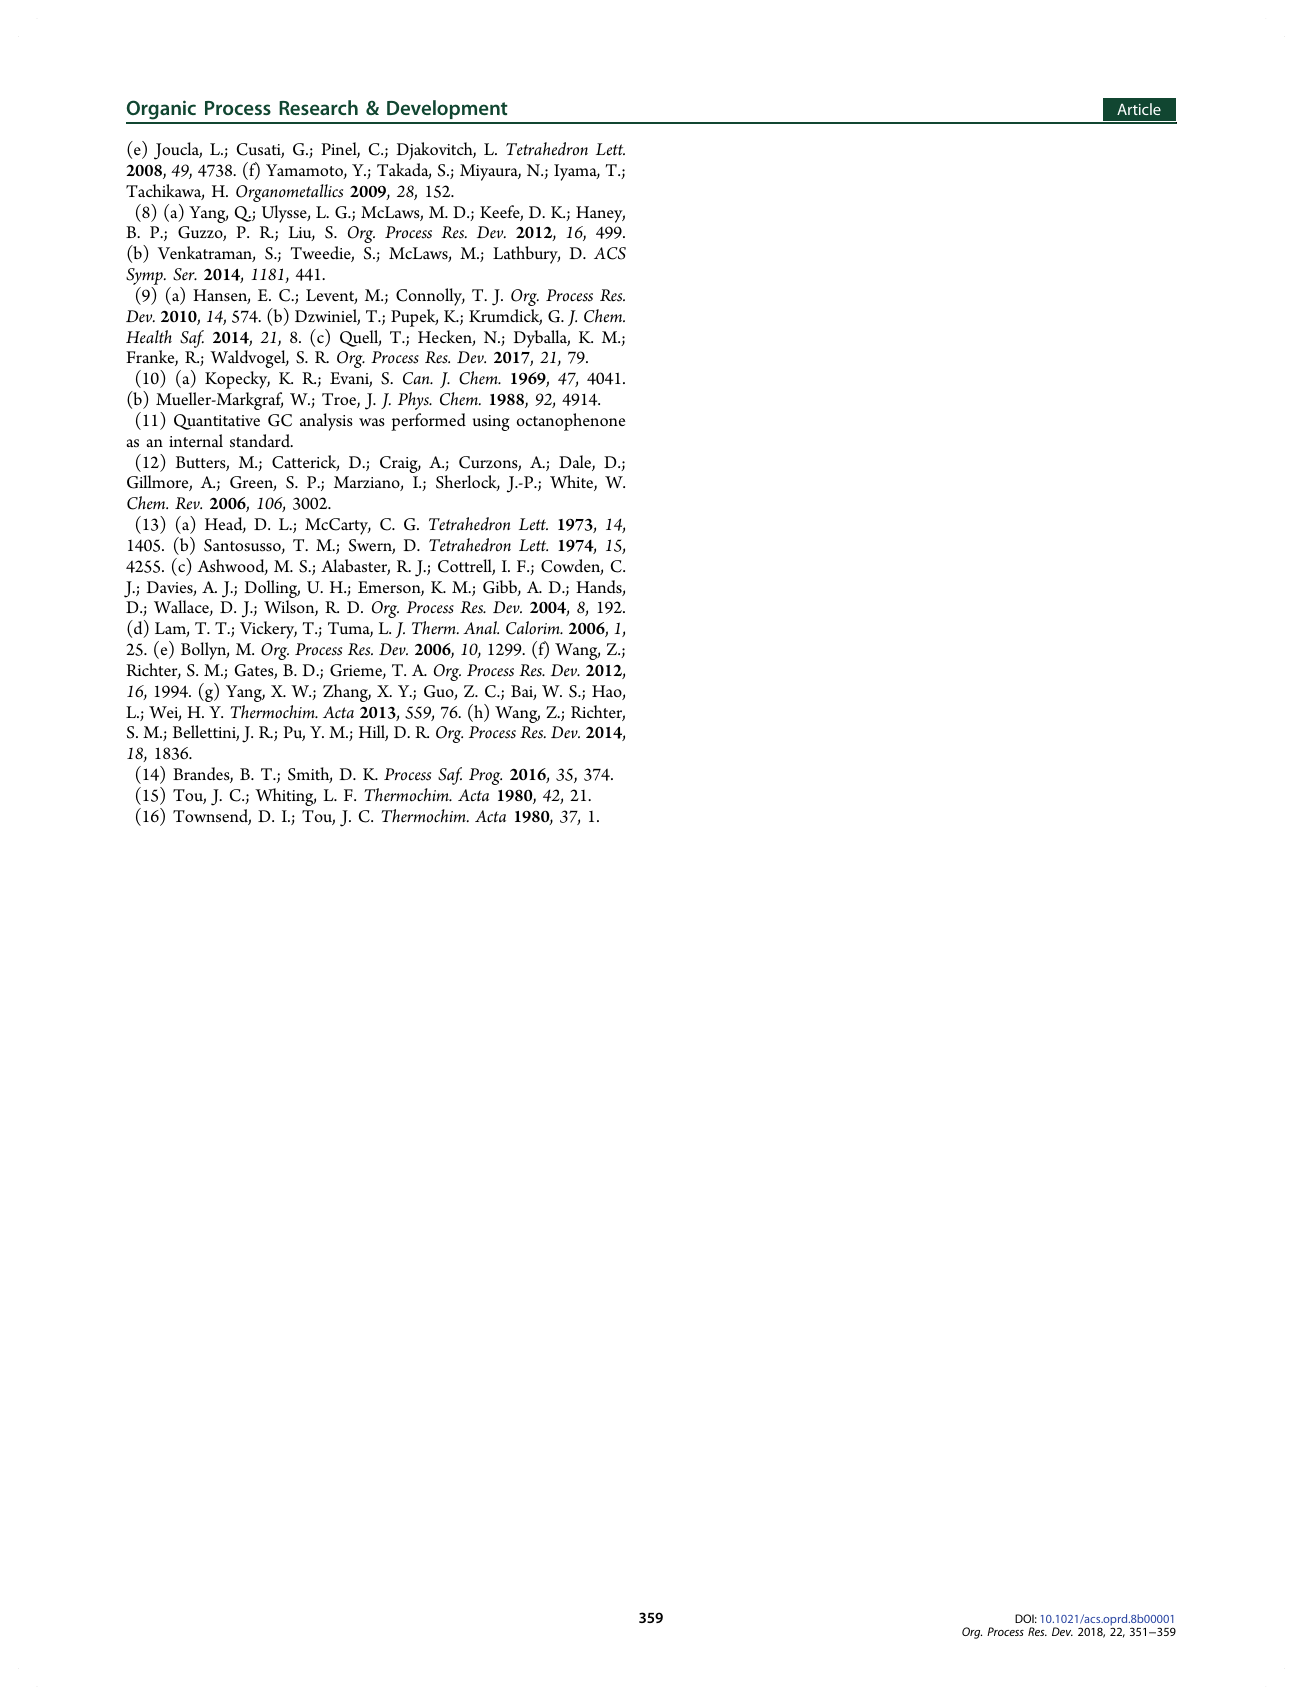 Organic Process Research & Development
Article
(e) Joucla, L.; Cusati, G.; Pinel, C.; Djakovitch, L. Tetrahedron Lett.
2008, 49, 4738. (f) Yamamoto, Y.; Takada, S.; Miyaura, N.; Iyama, T.;
Tachikawa, H. Organometallics 2009, 28, 152.
(8) (a) Yang, Q.; Ulysse, L. G.; McLaws, M. D.; Keefe, D. K.; Haney,
B. P.; Guzzo, P. R.; Liu, S. Org. Process Res. Dev. 2012, 16, 499.
(b) Venkatraman, S.; Tweedie, S.; McLaws, M.; Lathbury, D. ACS
Symp. Ser. 2014, 1181, 441.
(9) (a) Hansen, E. C.; Levent, M.; Connolly, T. J. Org. Process Res.
Dev. 2010, 14, 574. (b) Dzwiniel, T.; Pupek, K.; Krumdick, G. J. Chem.
Health Saf. 2014, 21, 8. (c) Quell, T.; Hecken, N.; Dyballa, K. M.;
Franke, R.; Waldvogel, S. R. Org. Process Res. Dev. 2017, 21, 79.
(10) (a) Kopecky, K. R.; Evani, S. Can. J. Chem. 1969, 47, 4041.
(b) Mueller-Markgraf, W.; Troe, J. J. Phys. Chem. 1988, 92, 4914.
(11) Quantitative GC analysis was performed using octanophenone
as an internal standard.
(12) Butters, M.; Catterick, D.; Craig, A.; Curzons, A.; Dale, D.;
Gillmore, A.; Green, S. P.; Marziano, I.; Sherlock, J.-P.; White, W.
Chem. Rev. 2006, 106, 3002.
(13) (a) Head, D. L.; McCarty, C. G. Tetrahedron Lett. 1973, 14,
1405. (b) Santosusso, T. M.; Swern, D. Tetrahedron Lett. 1974, 15,
4255. (c) Ashwood, M. S.; Alabaster, R. J.; Cottrell, I. F.; Cowden, C.
J.; Davies, A. J.; Dolling, U. H.; Emerson, K. M.; Gibb, A. D.; Hands,
D.; Wallace, D. J.; Wilson, R. D. Org. Process Res. Dev. 2004, 8, 192.
(d) Lam, T. T.; Vickery, T.; Tuma, L. J. Therm. Anal. Calorim. 2006, 1,
25. (e) Bollyn, M. Org. Process Res. Dev. 2006, 10, 1299. (f) Wang, Z.;
Richter, S. M.; Gates, B. D.; Grieme, T. A. Org. Process Res. Dev. 2012,
16, 1994. (g) Yang, X. W.; Zhang, X. Y.; Guo, Z. C.; Bai, W. S.; Hao,
L.; Wei, H. Y. Thermochim. Acta 2013, 559, 76. (h) Wang, Z.; Richter,
S. M.; Bellettini, J. R.; Pu, Y. M.; Hill, D. R. Org. Process Res. Dev. 2014,
18, 1836.
(14) Brandes, B. T.; Smith, D. K. Process Saf. Prog. 2016, 35, 374.
(15) Tou, J. C.; Whiting, L. F. Thermochim. Acta 1980, 42, 21.
(16) Townsend, D. I.; Tou, J. C. Thermochim. Acta 1980, 37, 1.
359
DOI: 10.1021/acs.oprd.8b00001
Org. Process Res. Dev. 2018, 22, 351−359